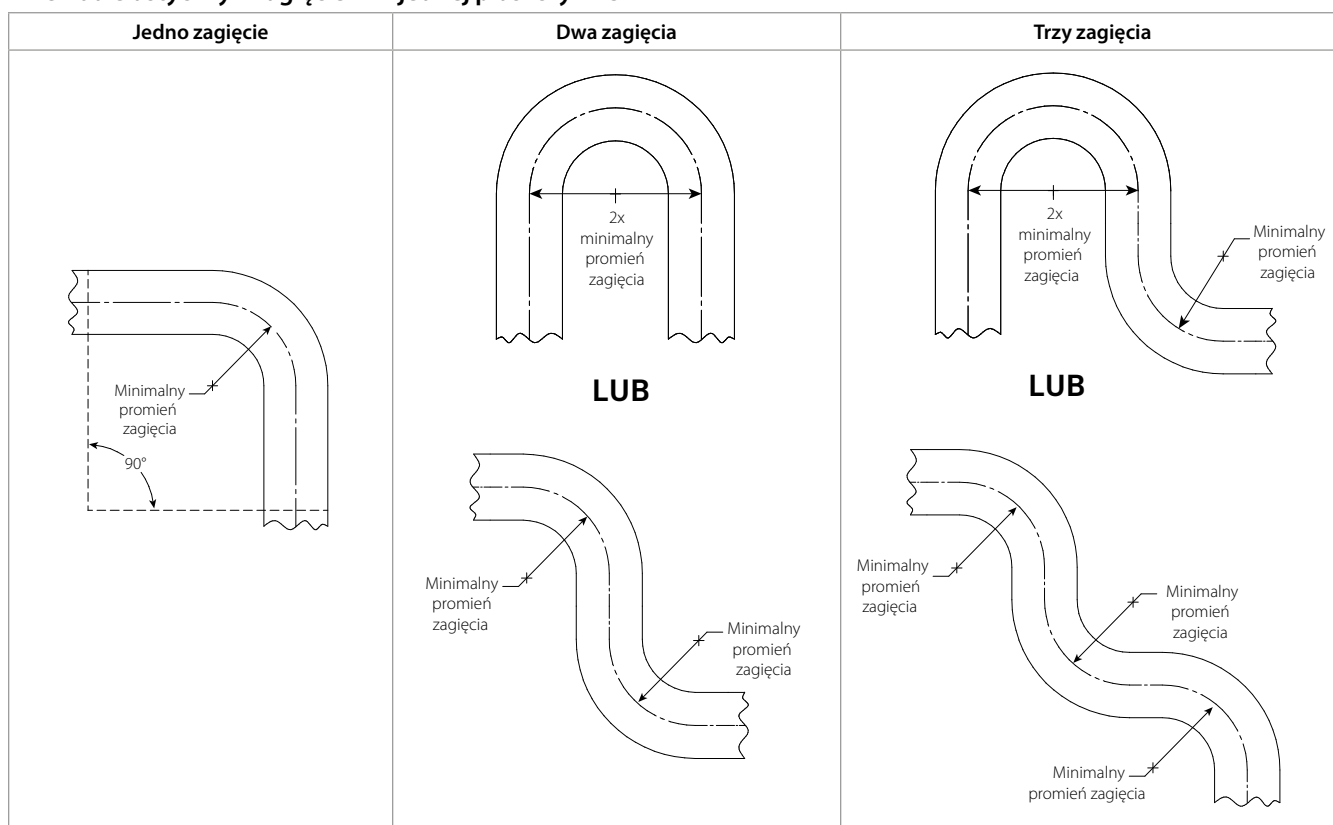 Jedno zagięcie
Dwa zagięcia
Trzy zagięcia
Minimalny
promień
zagięcia
90°
2x
minimalny
promień
zagięcia
LUB
Minimalny
promień
zagięcia
Minimalny
promień
zagięcia
2x
minimalny
promień
zagięcia
Minimalny
promień
zagięcia
LUB
Minimalny
promień
zagięcia
Minimalny
promień
zagięcia
Minimalny
promień zagięcia